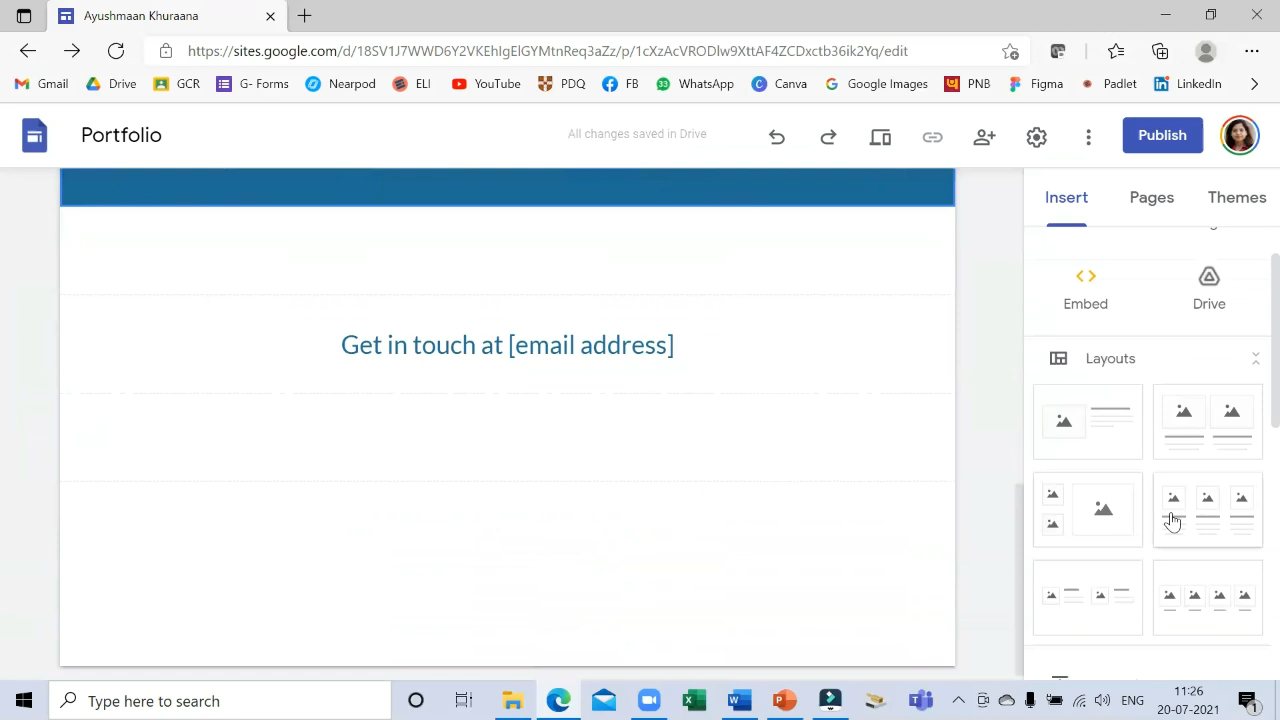 Ayushmaan Khuraana
https://sites.google.com/d/18SV1J7WWD6Y2VKEhIgElGYMtnReq3aZz/p/1cXzAcVRODlw9XttAF4ZCDxctb36ik2Yq/edit
Gmail Drive GCR G- Forms Nearpod ELI YouTube PDQ FB 33 WhatsApp Canva Google Images PNB Figma Padlet LinkedIn
Portfolio
All changes saved in Drive
Publish
Insert Pages Themes
Embed Drive
Get in touch at [email address]
Layouts
Type here to search
ENG
11:26
20-07-2021
1